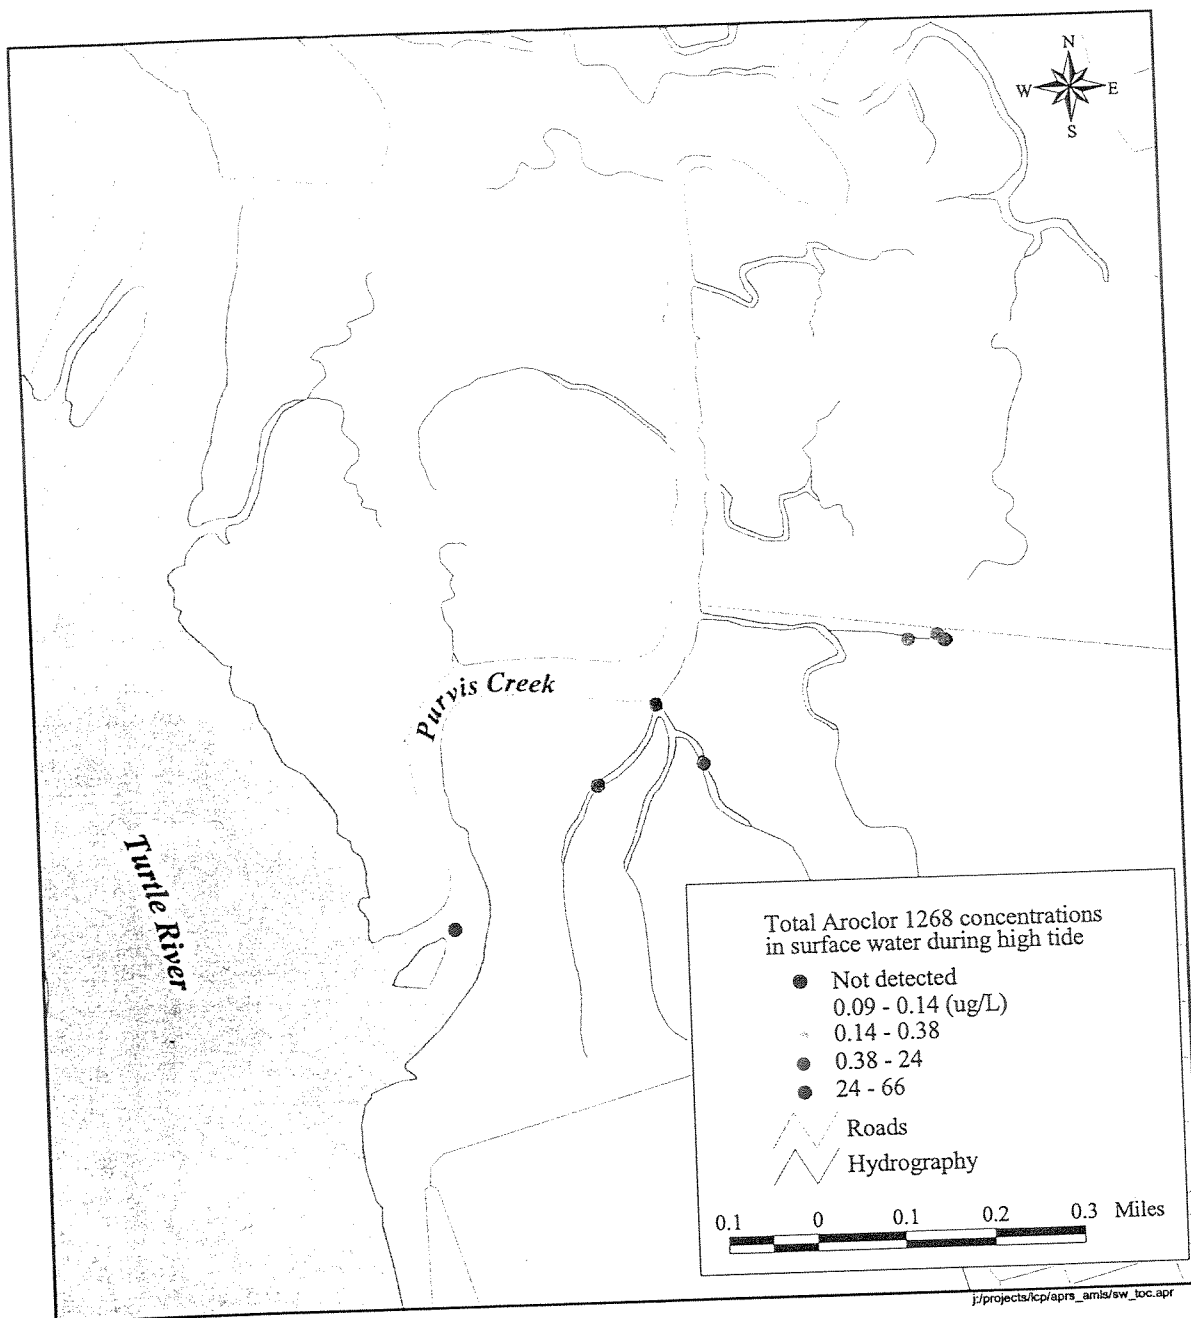 N
W E
S
Purvis Creek
Turtle River
Total Aroclor 1268 concentrations
in surface water during high tide
Not detected
0.09 - 0.14 (ug/L)
0.14 - 0.38
0.38 - 24
24 - 66
Roads
Hydrography
0.1 0 0.1 0.2 0.3 Miles
j:/projects/lcp/aprs_amls/sw_toc.apr